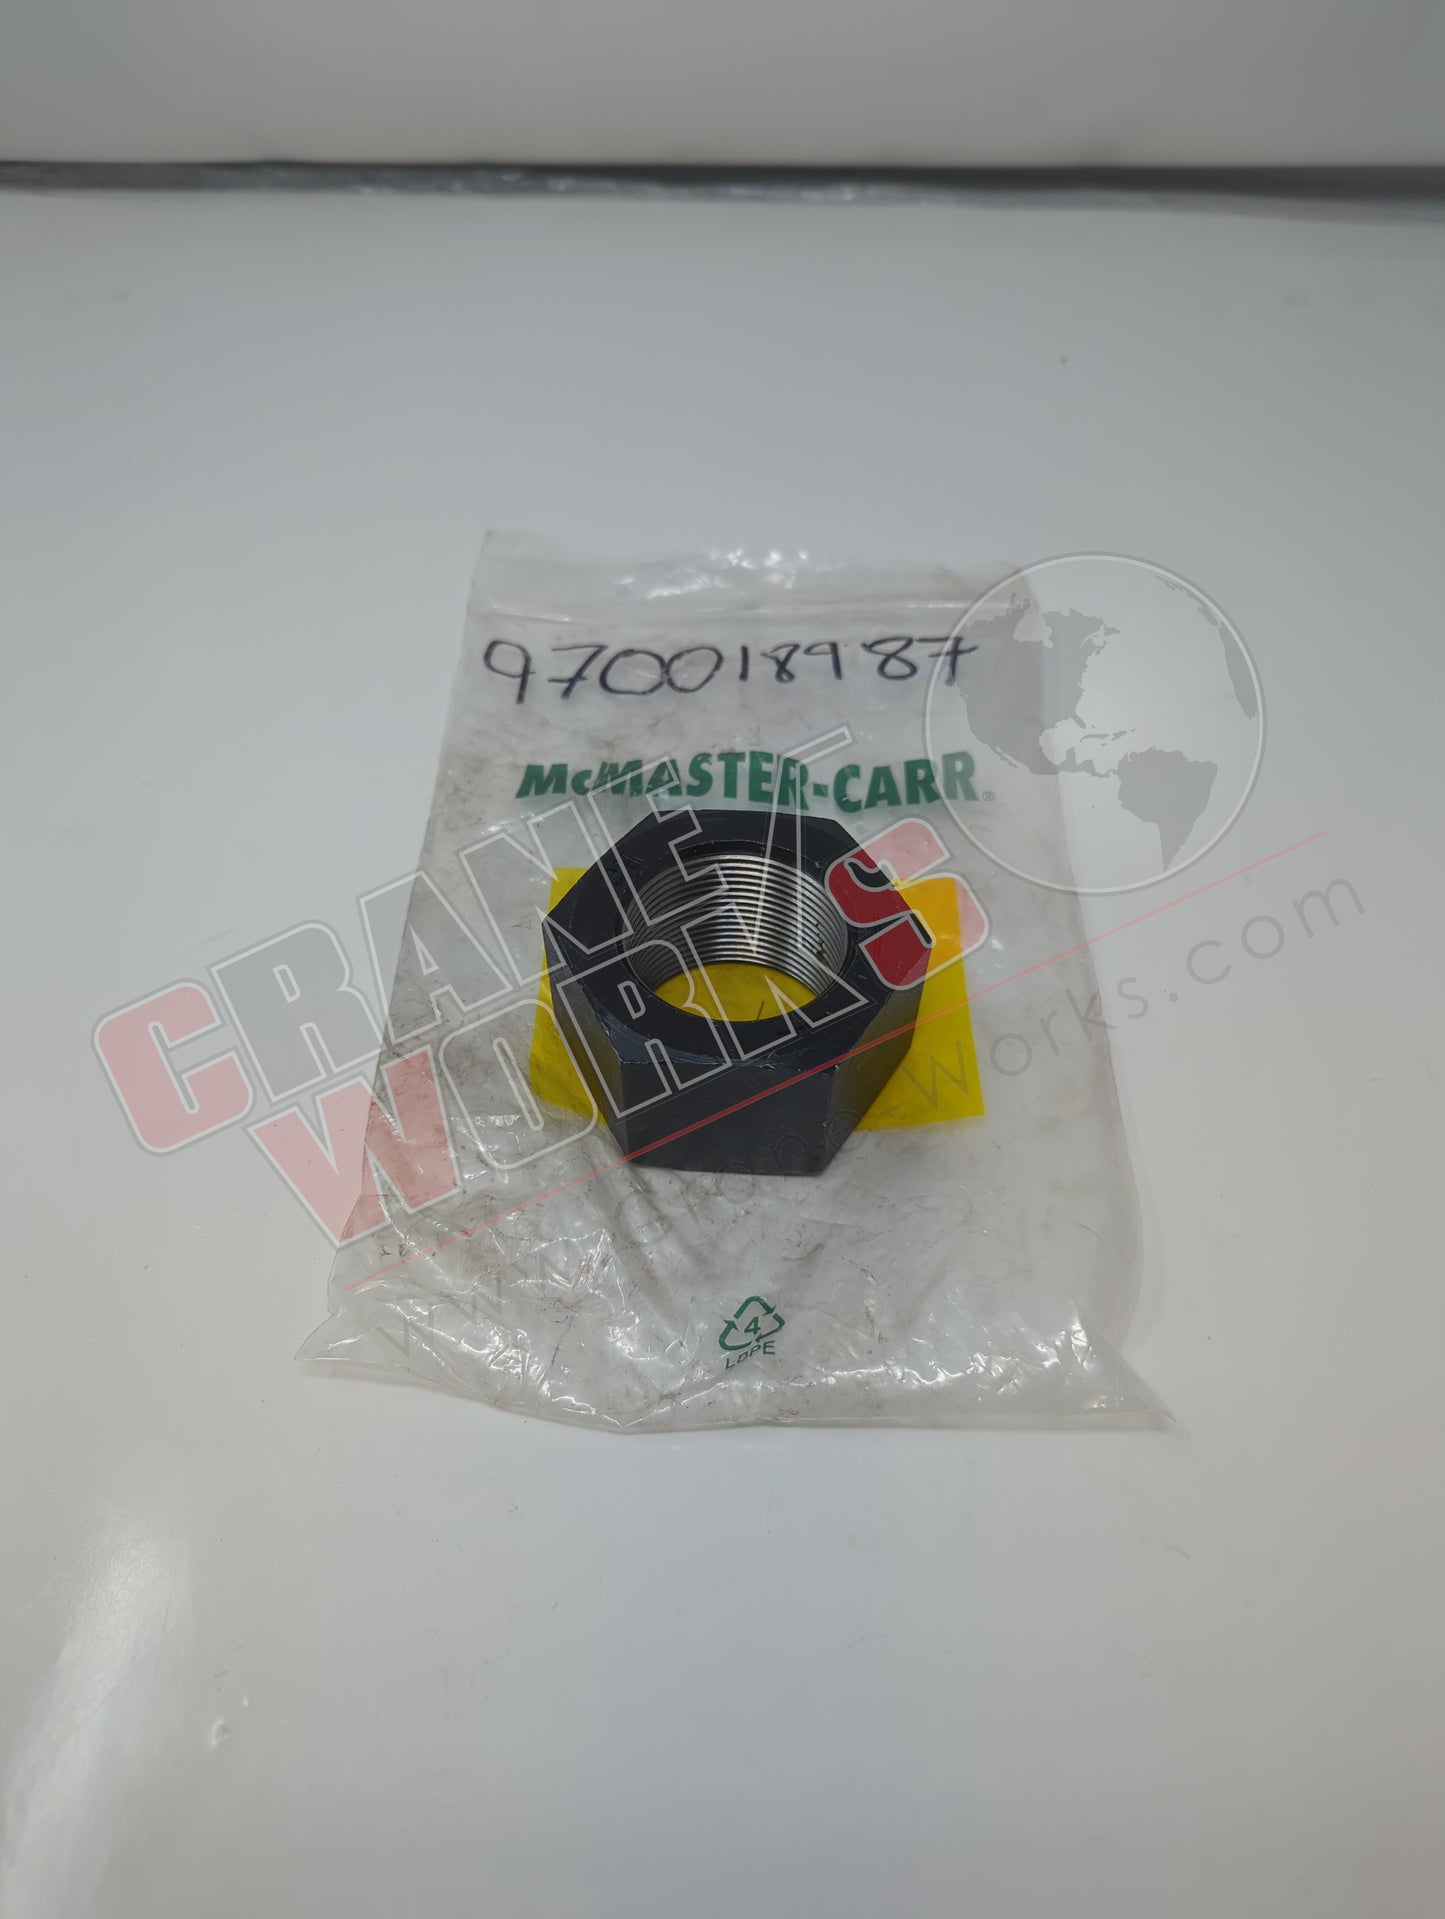 970018987
McMASTER-CARR®
CRANE
WORKS
www.crane-works.com
4
LDPE